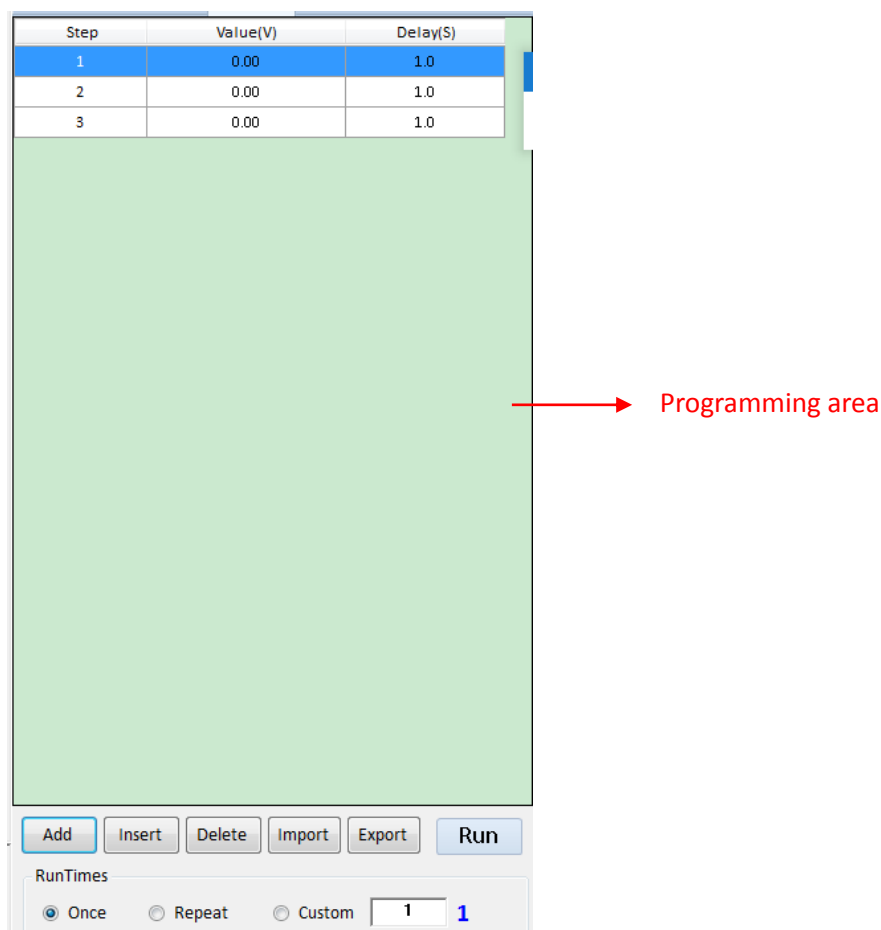 Step Value(V) Delay(S)
1 0.00 1.0
2 0.00 1.0
3 0.00 1.0
Programming area
Add Insert Delete Import Export Run
RunTimes
Once Repeat Custom 1 1